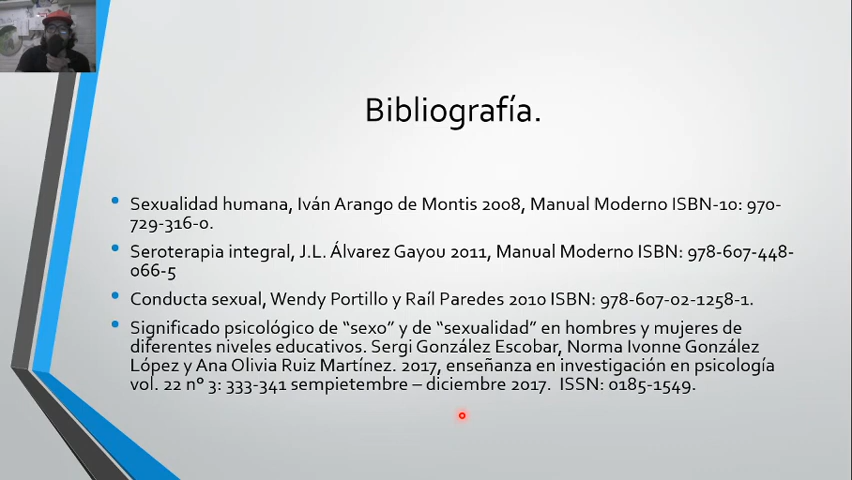 Bibliografía.
Sexualidad humana, Iván Arango de Montis 2008, Manual Moderno ISBN-10: 970-
729-316-0.
Seroterapia integral, J.L. Álvarez Gayou 2011, Manual Moderno ISBN: 978-607-448-
066-5
Conducta sexual, Wendy Portillo y Raíl Paredes 2010 ISBN: 978-607-02-1258-1.
Significado psicológico de “sexo” y de “sexualidad” en hombres y mujeres de
diferentes niveles educativos. Sergi González Escobar, Norma Ivonne González
López y Ana Olivia Ruiz Martínez. 2017, enseñanza en investigación en psicología
vol. 22 n° 3: 333-341 sempietembre – diciembre 2017. ISSN: 0185-1549.